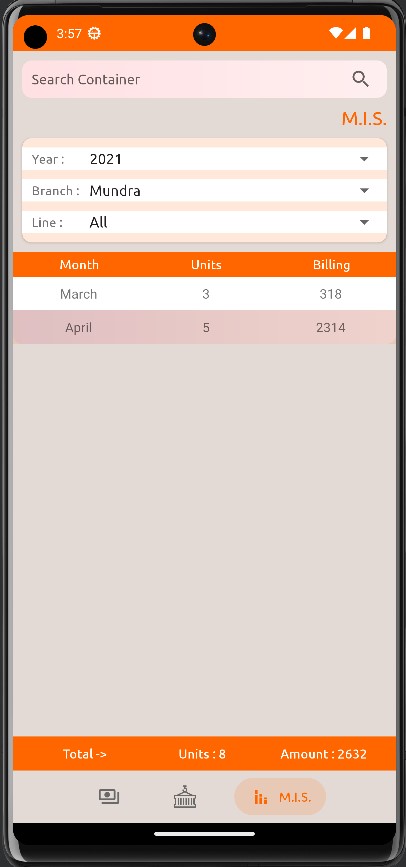 3:57
Search Container
M.I.S.
Year : 2021
Branch : Mundra
Line : All
Month Units Billing
March 3 318
April 5 2314
Total -> Units : 8 Amount : 2632
M.I.S.